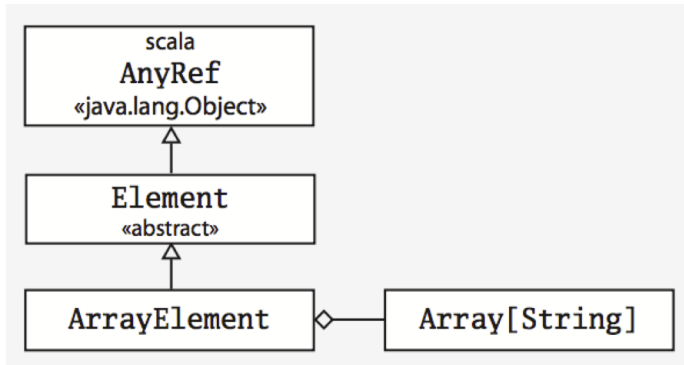 scala
AnyRef
«java.lang.Object»
Element
«abstract»
ArrayElement
Array[String]